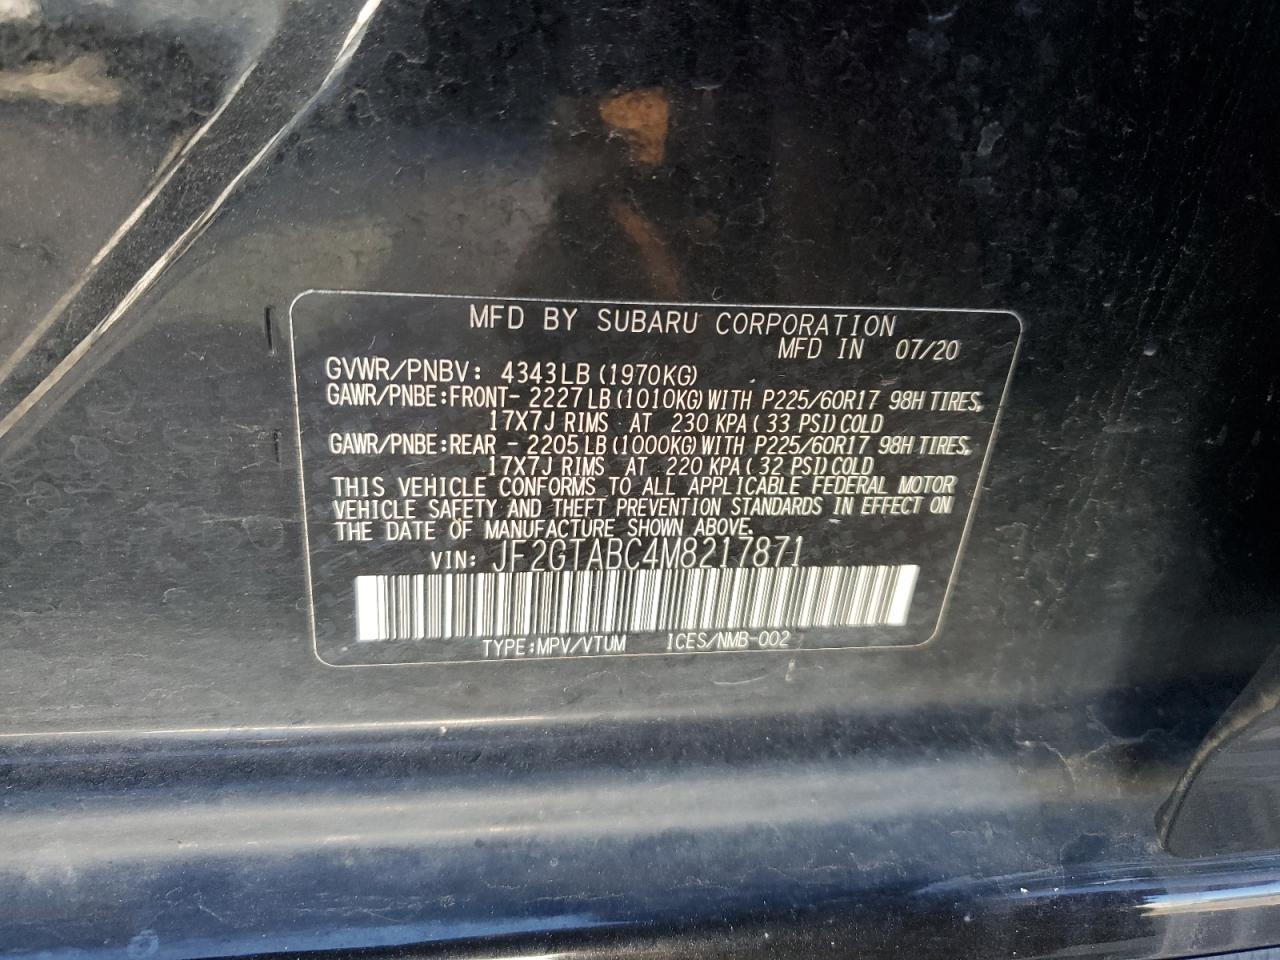 MFD BY SUBARU CORPORATION
MFD IN 07/20
GVWR/PNBV: 4343LB (1970KG)
GAWR/PNBE:FRONT- 2227 LB (1010KG) WITH P225/60R17 98H TIRES,
17X7J RIMS AT 230 KPA ( 33 PSI) COLD
GAWR/PNBE:REAR - 2205 LB (1000KG) WITH P225/60R17 98H TIRES,
17X7J RIMS AT 220 KPA ( 32 PSI) COLD
THIS VEHICLE CONFORMS TO ALL APPLICABLE FEDERAL MOTOR
VEHICLE SAFETY AND THEFT PREVENTION STANDARDS IN EFFECT ON
THE DATE OF MANUFACTURE SHOWN ABOVE.
VIN: JF2GTABC4M8217871
TYPE:MPV/VTUM ICES/NMB-002